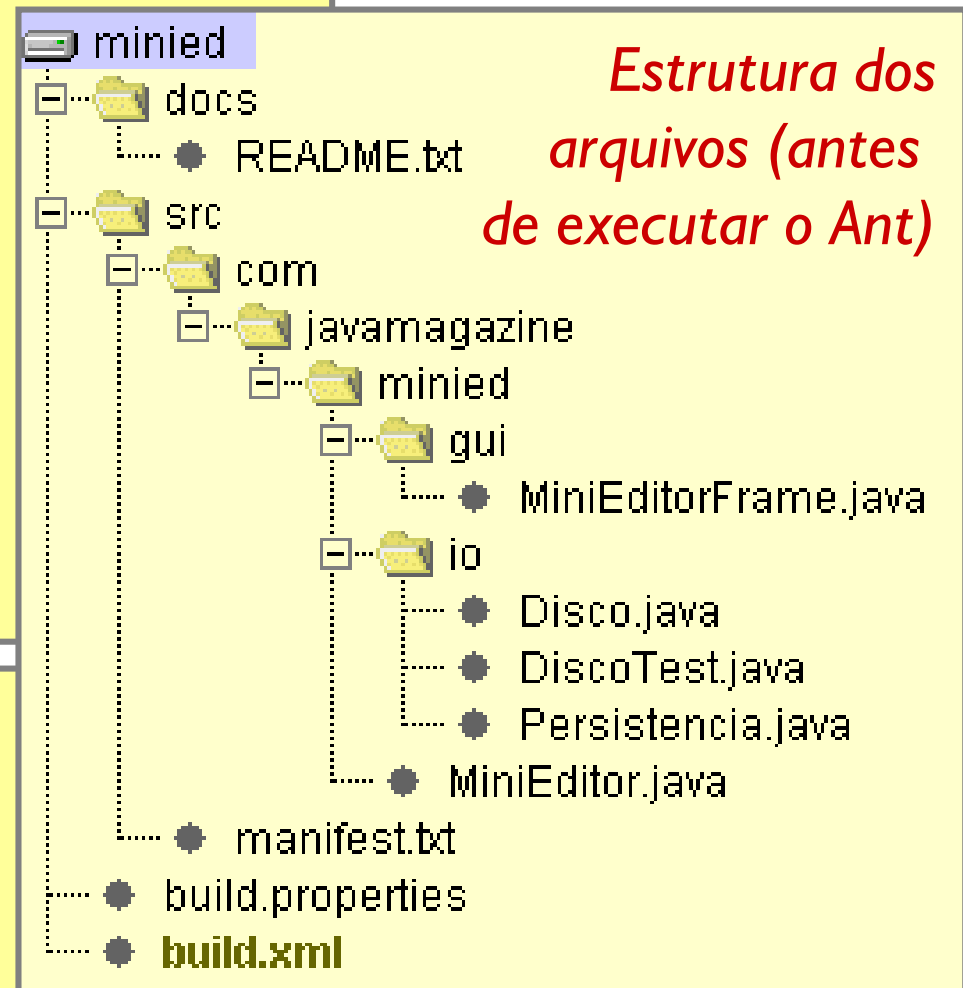 minied
Estrutura dos
docs
arquivos (antes
README.txt
de executar o Ant)
src
com
javamagazine
minied
gui
MiniEditorFrame.java
io
Disco.java
DiscoTest.java
Persistencia.java
MiniEditor.java
manifest.txt
build.properties
build.xml